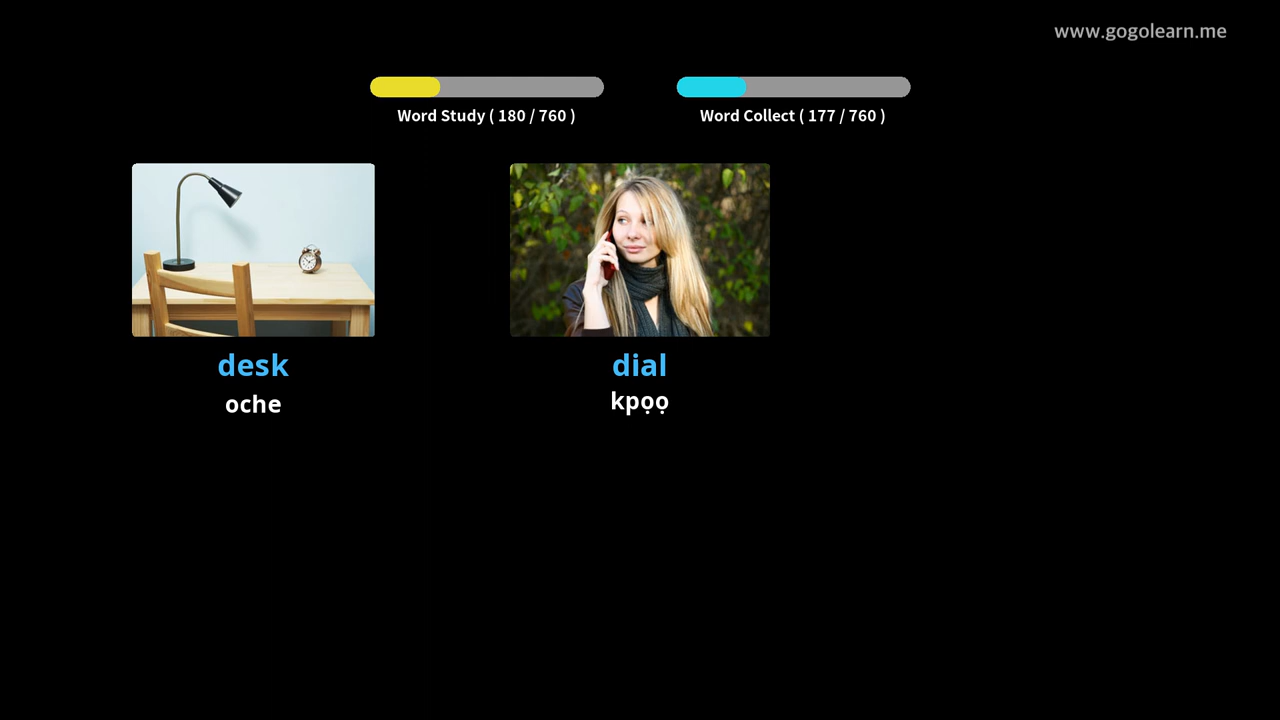 www.gogolearn.me
Word Study ( 180 / 760 )
Word Collect ( 177 / 760 )
desk
oche
dial
kpọọ